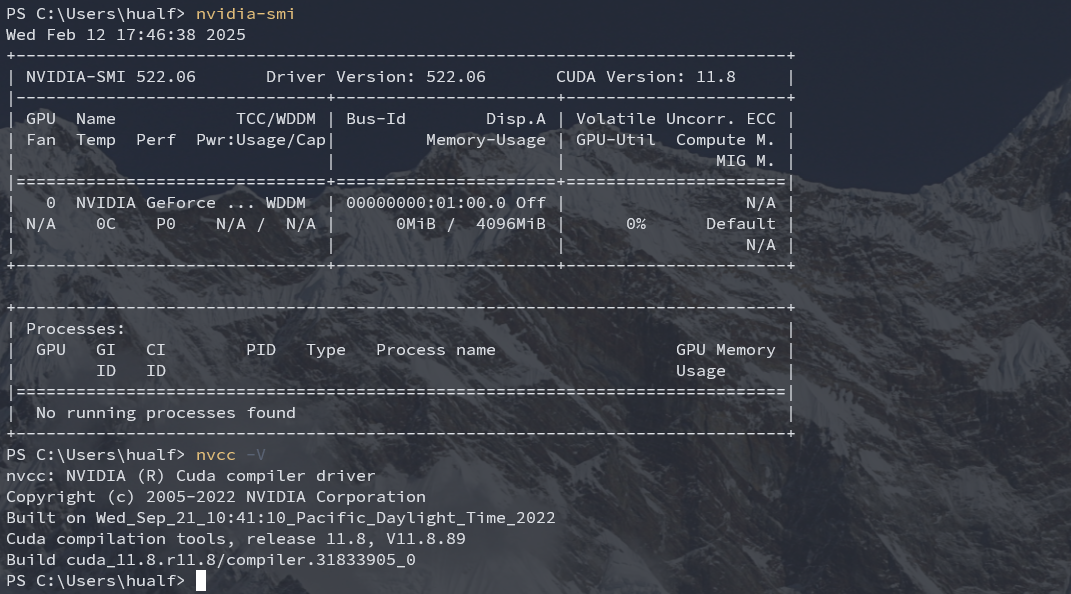 PS C:\Users\hualf> nvidia-smi
Wed Feb 12 17:46:38 2025
+-----------------------------------------------------------------------------+
| NVIDIA-SMI 522.06       Driver Version: 522.06       CUDA Version: 11.8     |
|-------------------------------+----------------------+----------------------+
| GPU  Name            TCC/WDDM | Bus-Id        Disp.A | Volatile Uncorr. ECC |
| Fan  Temp  Perf  Pwr:Usage/Cap|         Memory-Usage | GPU-Util  Compute M. |
|                               |                      |               MIG M. |
|===============================+======================+======================|
|   0  NVIDIA GeForce ... WDDM  | 00000000:01:00.0 Off |                  N/A |
| N/A    0C    P0    N/A /  N/A |      0MiB /  4096MiB |      0%      Default |
|                               |                      |                  N/A |
+-------------------------------+----------------------+----------------------+

+-----------------------------------------------------------------------------+
| Processes:                                                                  |
|  GPU   GI   CI        PID   Type   Process name                  GPU Memory |
|        ID   ID                                                   Usage      |
|=============================================================================|
|  No running processes found                                                 |
+-----------------------------------------------------------------------------+
PS C:\Users\hualf> nvcc -V
nvcc: NVIDIA (R) Cuda compiler driver
Copyright (c) 2005-2022 NVIDIA Corporation
Built on Wed_Sep_21_10:41:10_Pacific_Daylight_Time_2022
Cuda compilation tools, release 11.8, V11.8.89
Build cuda_11.8.r11.8/compiler.31833905_0
PS C:\Users\hualf>